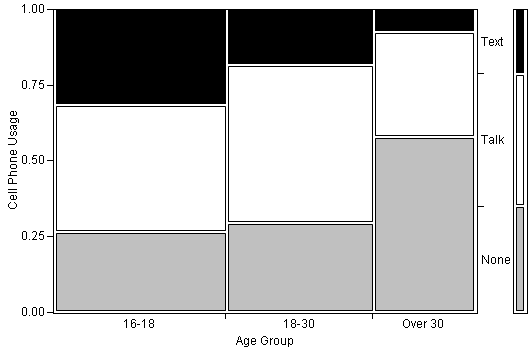 1.00
0.75
0.50
0.25
0.00
Cell Phone Usage
Text
Talk
None
16-18
18-30
Over 30
Age Group